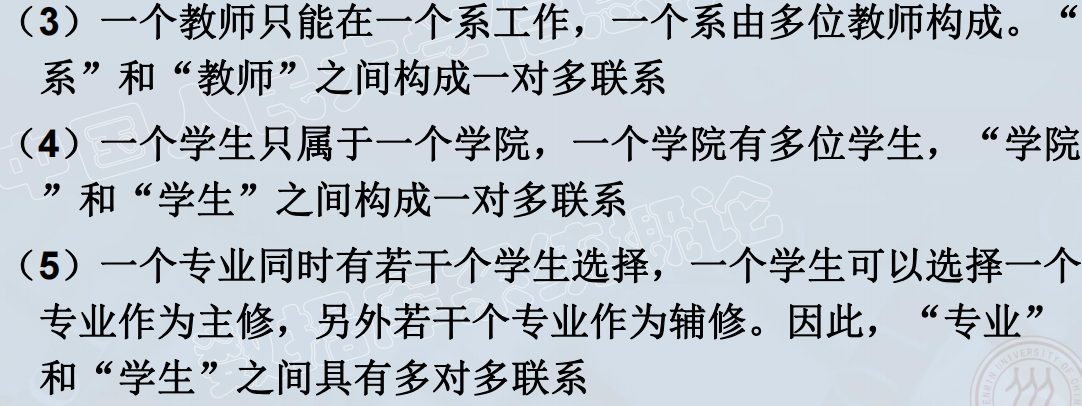 （3）一个教师只能在一个系工作，一个系由多位教师构成。“
系”和“教师”之间构成一对多联系
（4）一个学生只属于一个学院，一个学院有多位学生，“学院
”和“学生”之间构成一对多联系
（5）一个专业同时有若干个学生选择，一个学生可以选择一个
专业作为主修，另外若干个专业作为辅修。因此，“专业”
和“学生”之间具有多对多联系